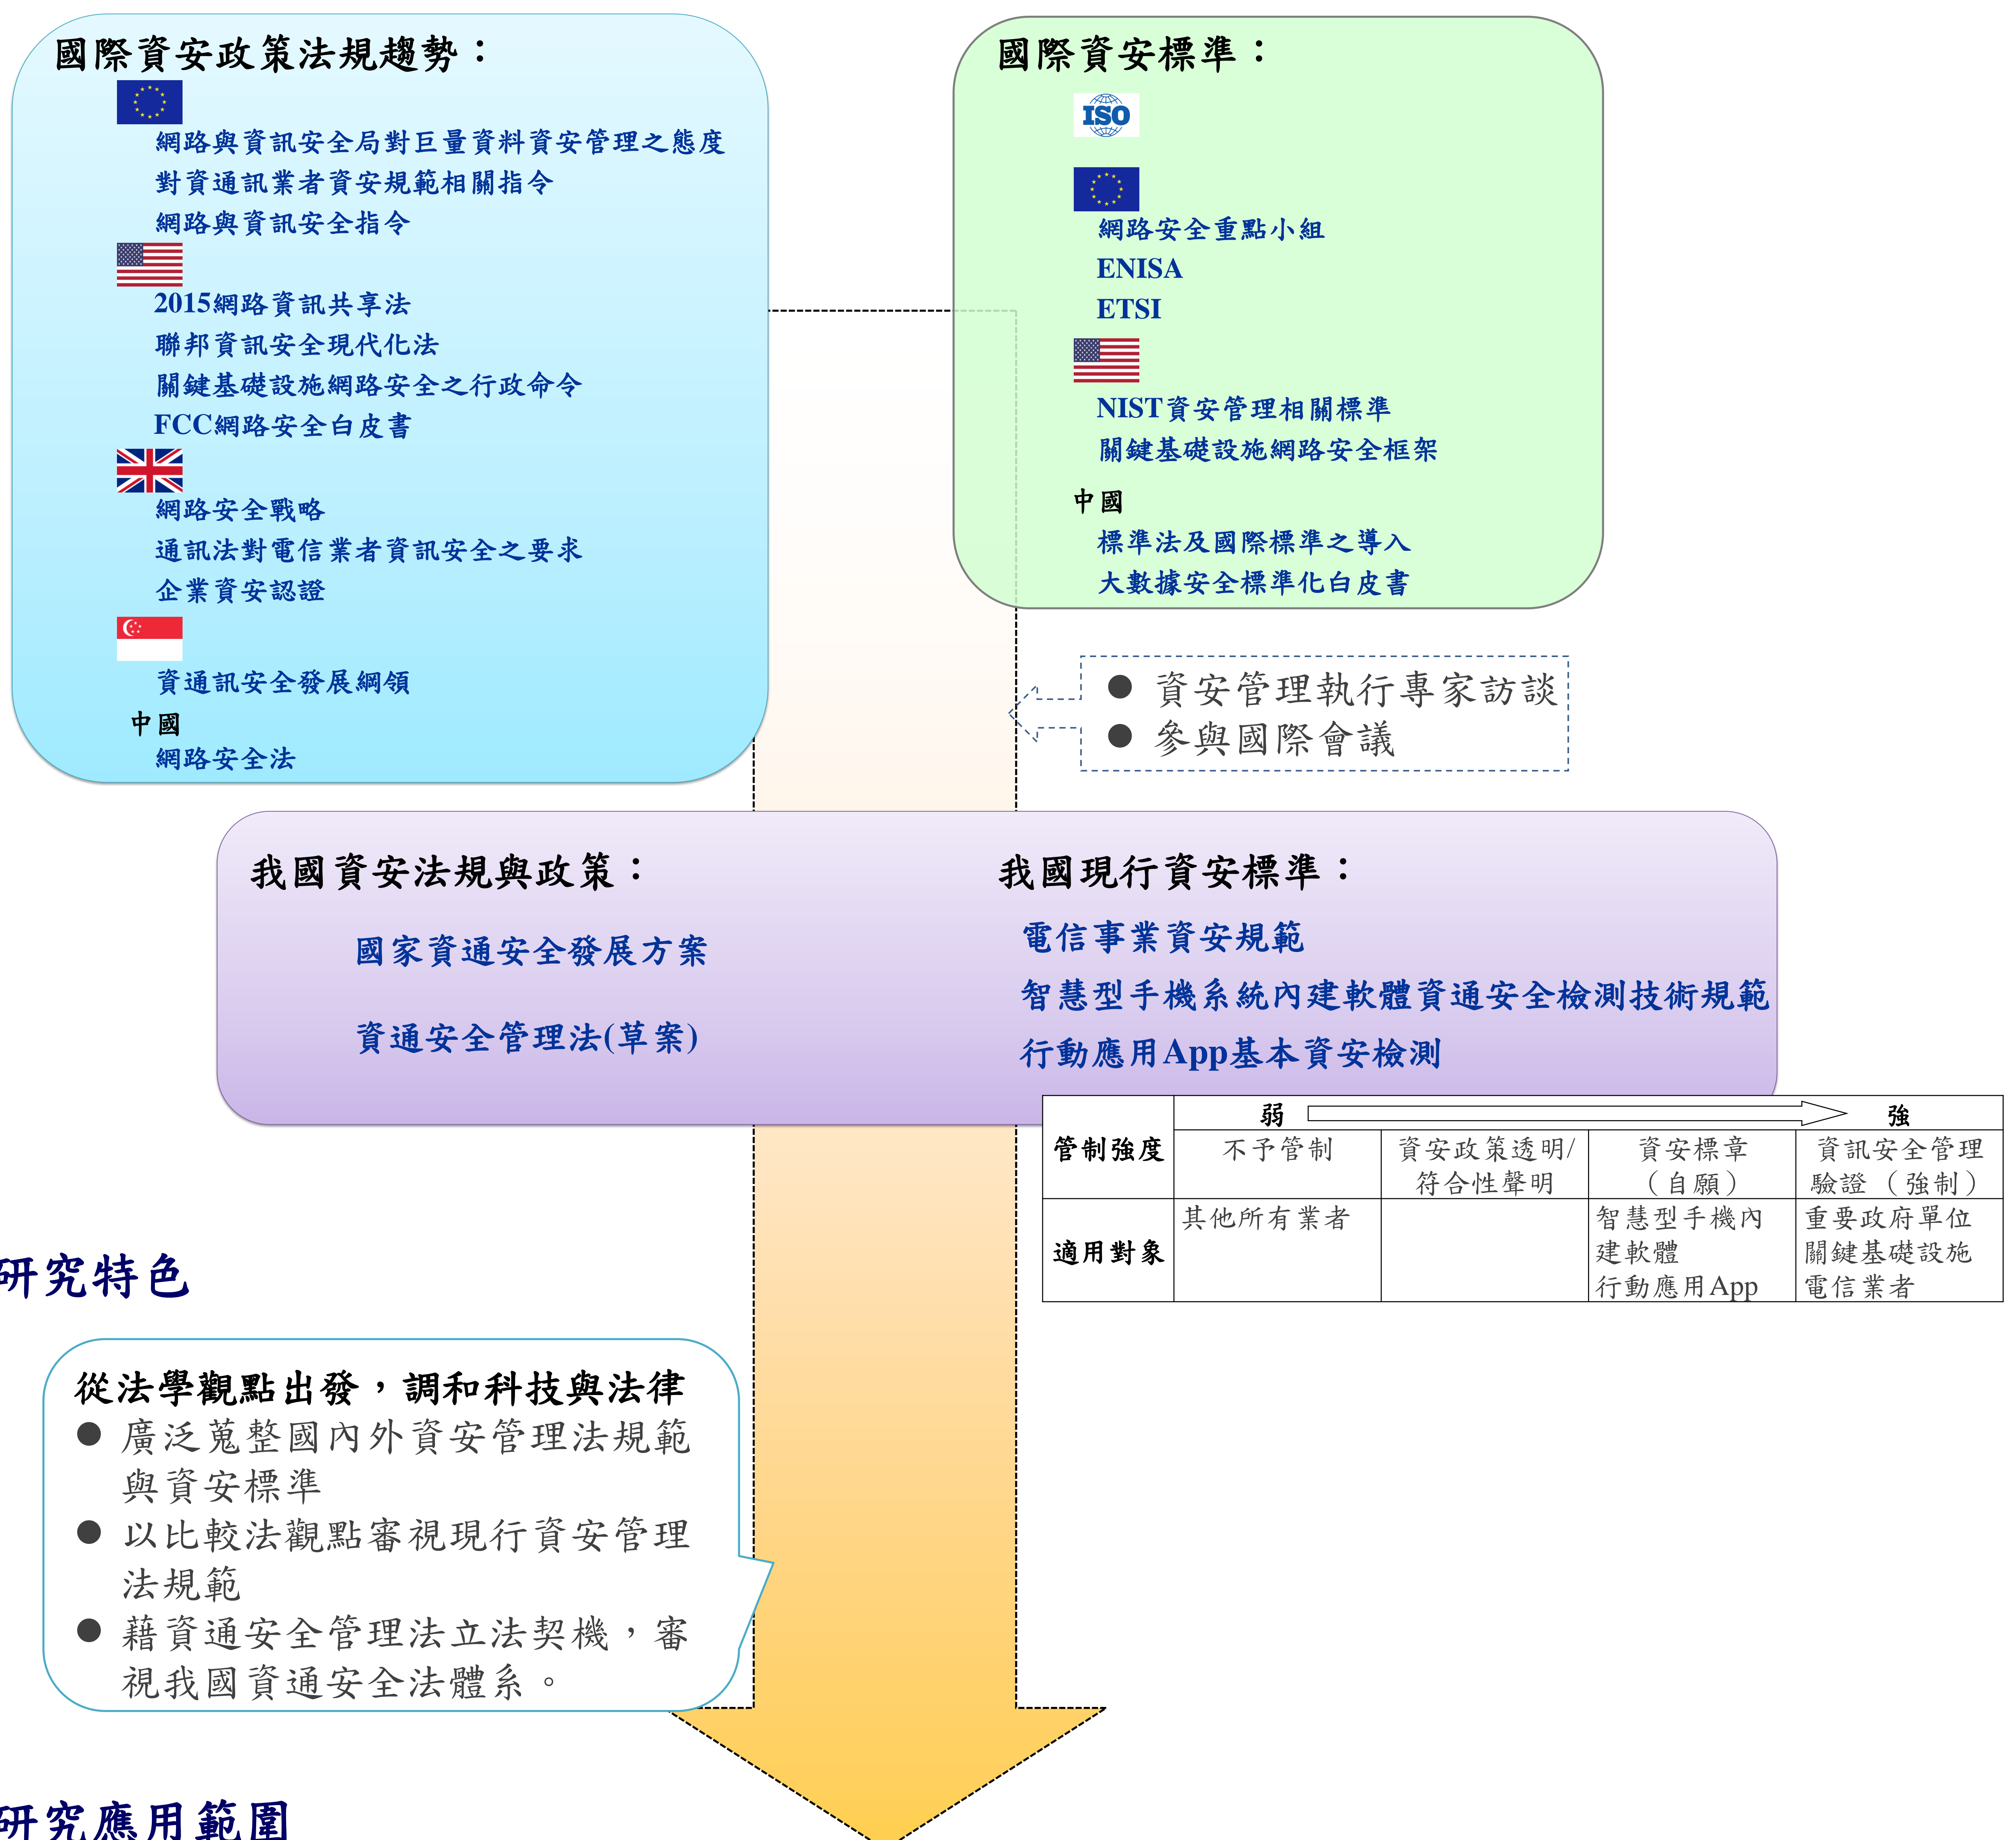 國際資安政策法規趨勢：
網路與資訊安全局對巨量資料資安管理之態度
對資通訊業者資安規範相關指令
網路與資訊安全指令
2015網路資訊共享法
聯邦資訊安全現代化法
關鍵基礎設施網路安全之行政命令
FCC網路安全白皮書
網路安全戰略
通訊法對電信業者資訊安全之要求
企業資安認證
資通訊安全發展綱領
中國
網路安全法
國際資安標準：
ISO
網路安全重點小組
ENISA
ETSI
NIST資安管理相關標準
關鍵基礎設施網路安全框架
中國
標準法及國際標準之導入
大數據安全標準化白皮書
● 資安管理執行專家訪談
● 參與國際會議
我國資安法規與政策：
國家資通安全發展方案
資通安全管理法(草案)
我國現行資安標準：
電信事業資安規範
智慧型手機系統內建軟體資通安全檢測技術規範
行動應用App基本資安檢測
管制強度
弱 強
不予管制
資安政策透明/
符合性聲明
資安標章
（自願）
資訊安全管理
驗證（強制）
適用對象
其他所有業者
智慧型手機內
建軟體
行動應用App
重要政府單位
關鍵基礎設施
電信業者
研究特色
從法學觀點出發，調和科技與法律
● 廣泛蒐整國內外資安管理法規範
與資安標準
● 以比較法觀點審視現行資安管理
法規範
● 藉資通安全管理法立法契機，審
視我國資通安全法體系。
研究應用範圍